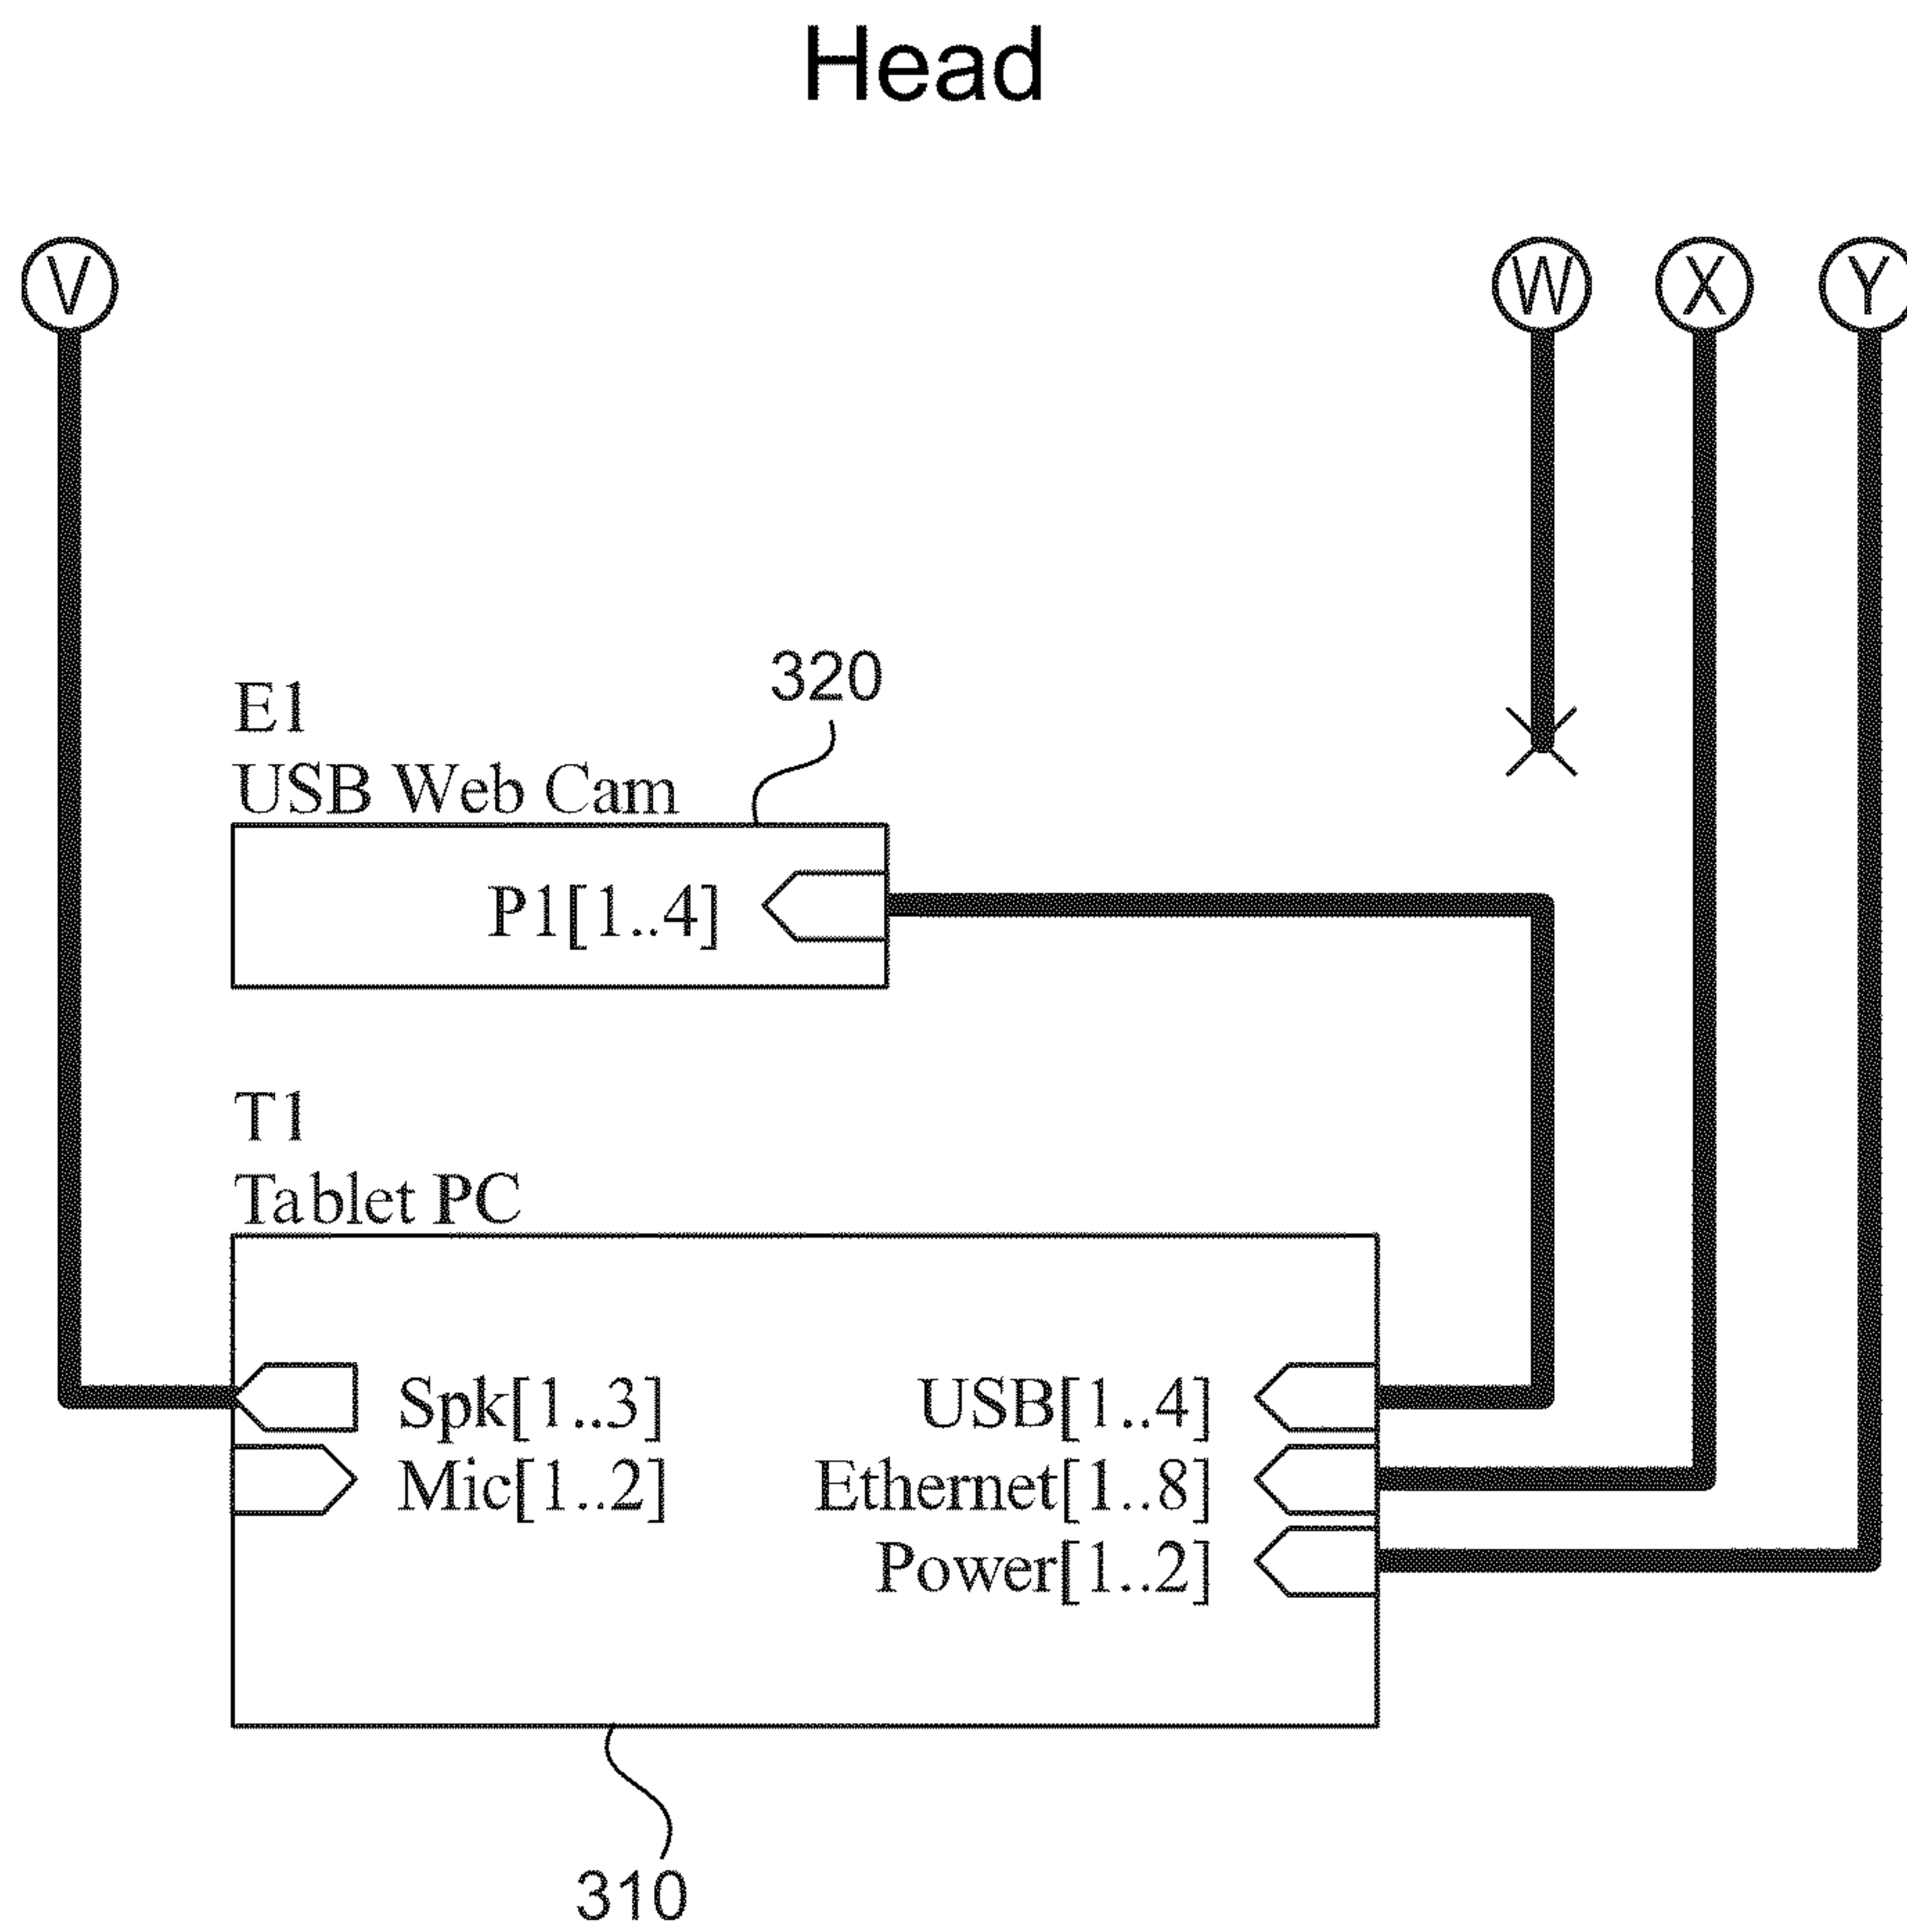 Head
V W X Y
320
E1
USB Web Cam
P1[1..4]
T1
Tablet PC
Spk[1..3] USB[1..4]
Mic[1..2] Ethernet[1..8]
Power[1..2]
310